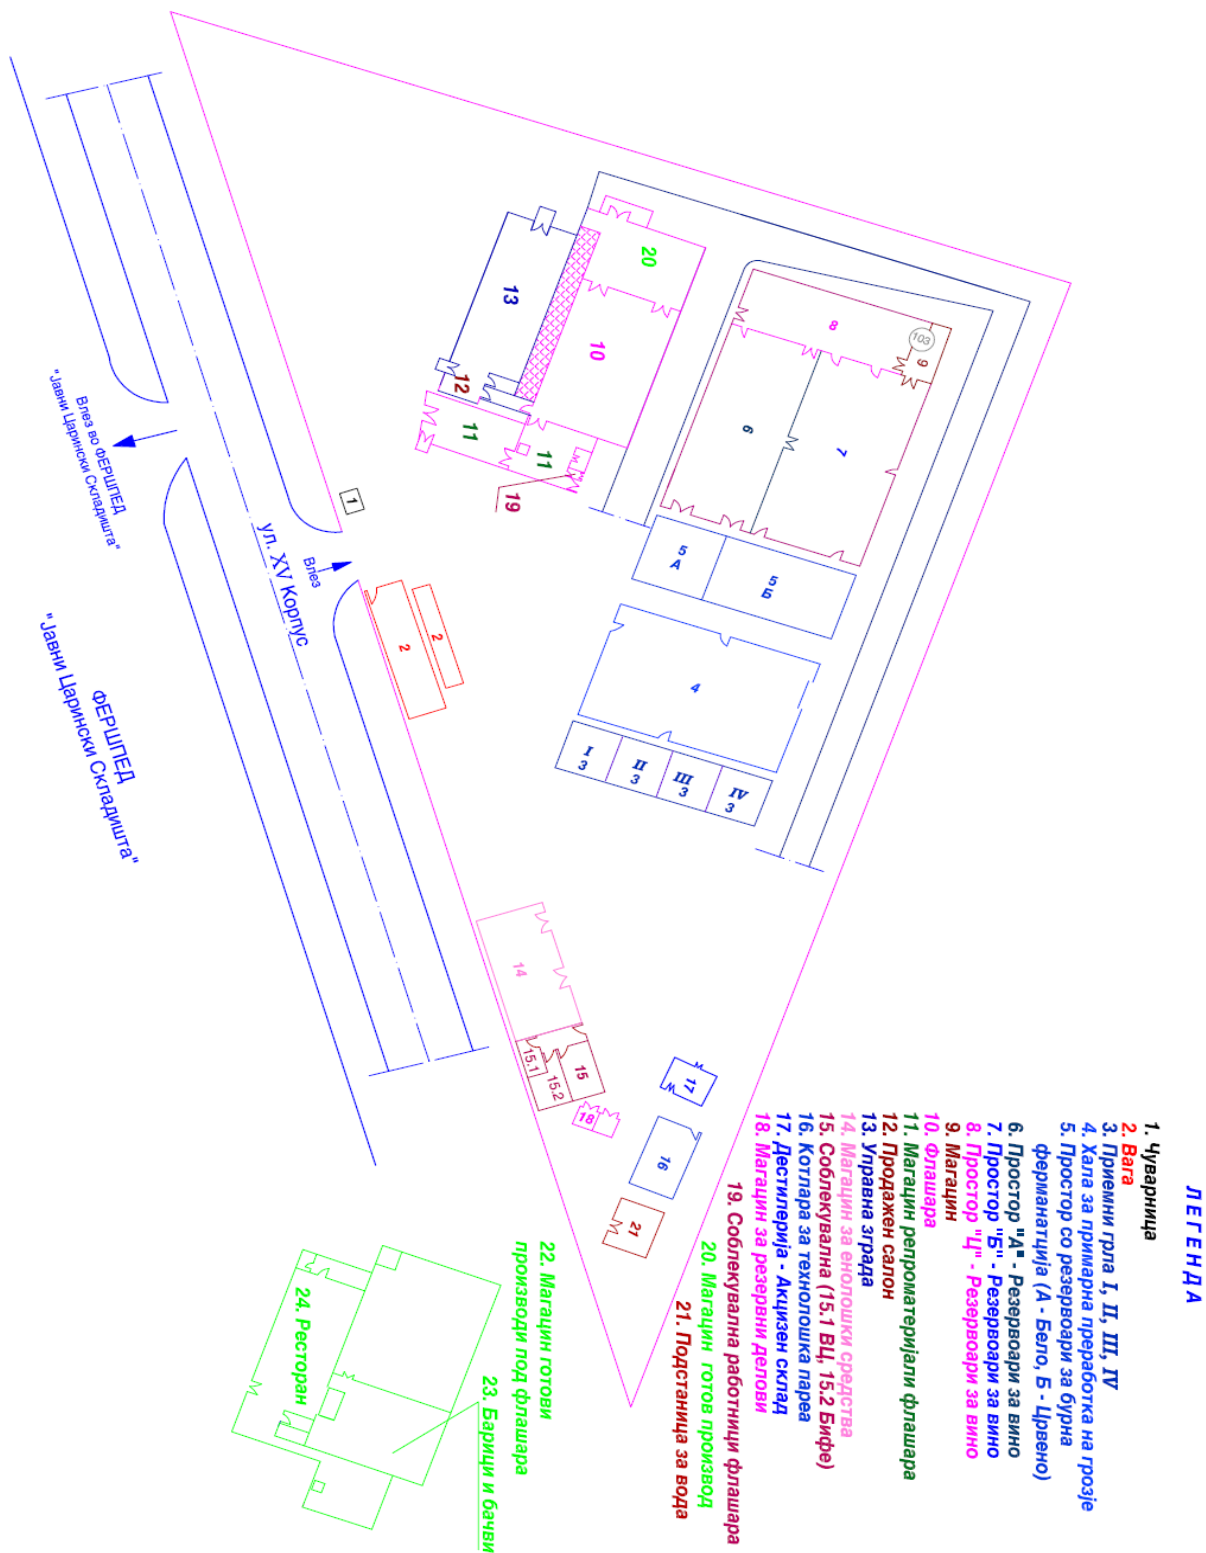 ЛЕГЕНДА
1. Чуварница
2. Вага
3. Приемни грла I, II, III, IV
4. Хала за примарна преработка на грозје
5. Простор со резервоари за бурна
ферманатција (А - Бело, Б - Црвено)
6. Простор "А" - Резервоари за вино
7. Простор "Б" - Резервоари за вино
8. Простор "Ц" - Резервоари за вино
9. Магацин
10. Флашара
11. Магацин репроматеријали флашара
12. Продажен салон
13. Управна зграда
14. Магацин за енолошки средства
15. Соблекувална (15.1 ВЦ, 15.2 Бифе)
16. Котлара за технолошка пареа
17. Дестилерија - Акцизен склад
18. Магацин за резервни делови
19. Соблекувална работници флашара
20. Магацин готов производ
21. Подстаница за вода
22. Магацин готови
производи под флашара
23. Барици и бачви
24. Ресторан
20
13
10
12
11
11
М
19
8
103
9
6
7
5
А
5
Б
4
I
3
II
3
III
3
IV
3
1
2
2
14
15.1
15.2
15
18
17
16
21
Влез
ул. XV Корпус
Влез во ФЕРШПЕД
"Јавни Царински Складишта"
ФЕРШПЕД
"Јавни Царински Складишта"